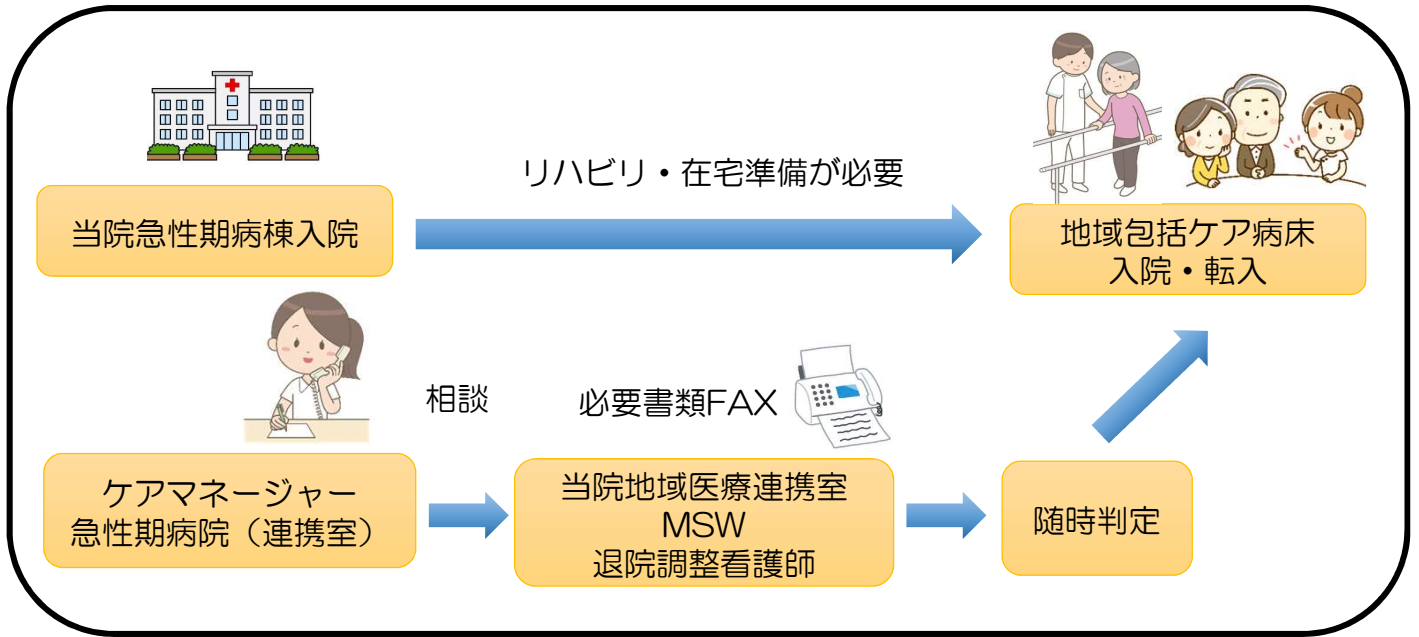 リハビリ・在宅準備が必要
当院急性期病棟入院
地域包括ケア病床
入院・転入
相談
必要書類FAX
ケアマネージャー
急性期病院（連携室）
当院地域医療連携室
MSW
退院調整看護師
随時判定